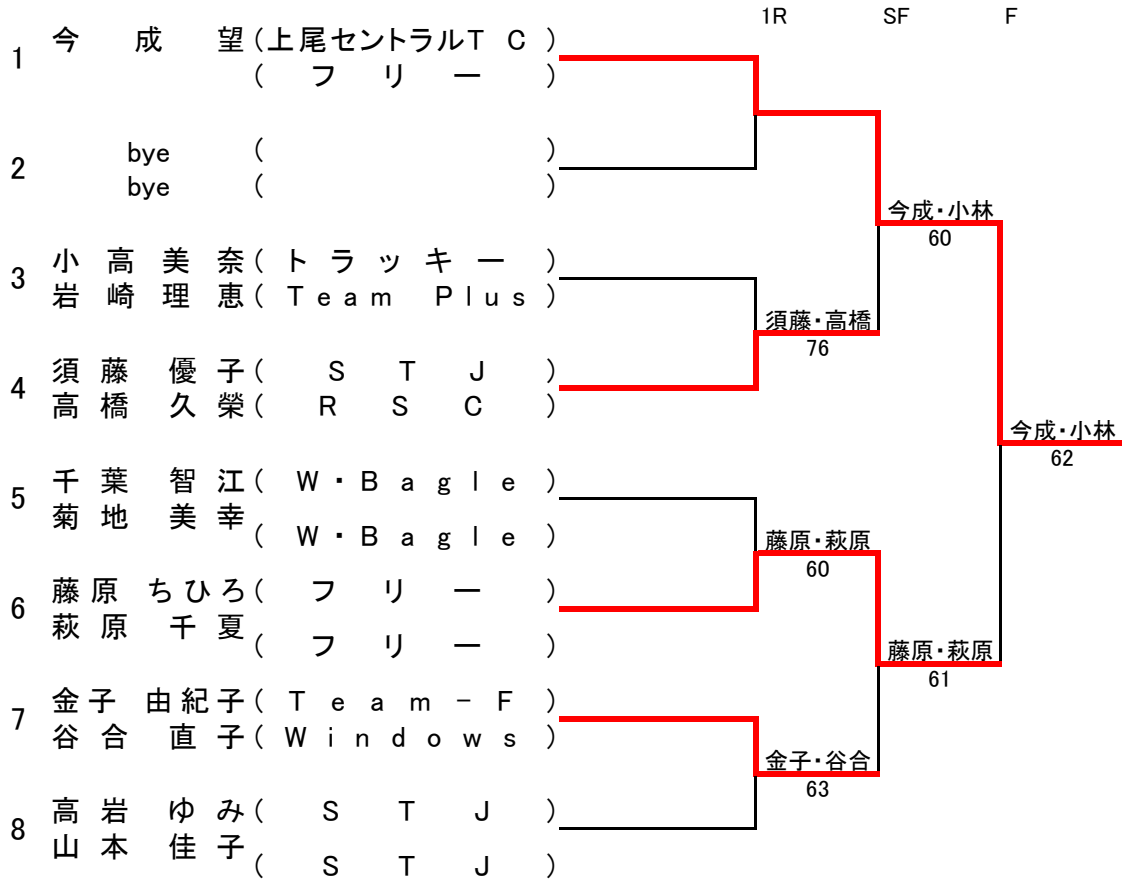 1R SF F
1 今成望(上尾セントラルTC)
(フリー)
2 bye ( )
bye ( )
今成・小林
60
3 小高美奈(トラッキー)
岩崎理恵(Team Plus)
須藤・高橋
76
4 須藤優子(STJ)
高橋久榮(RSC)
今成・小林
62
5 千葉智江(W・Bagle)
菊地美幸(W・Bagle)
藤原・萩原
60
6 藤原ちひろ(フリー)
萩原千夏(フリー)
藤原・萩原
61
7 金子由紀子(Team-F)
谷合直子(Windows)
金子・谷合
63
8 高岩ゆみ(STJ)
山本佳子(STJ)